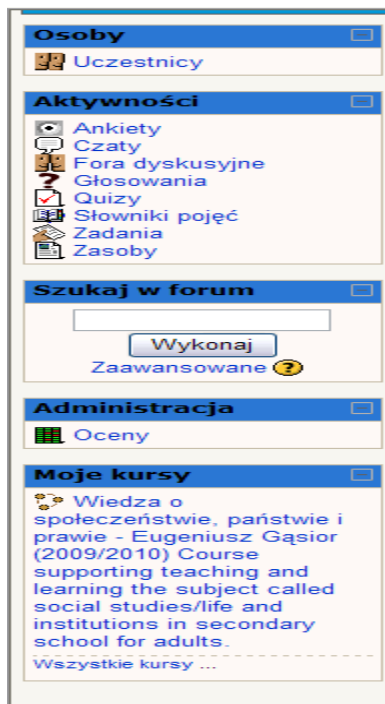 Osoby
Uczestnicy
Aktywności
Ankiety
Czaty
Fora dyskusyjne
Głosowania
Quizy
Słowniki pojęć
Zadania
Zasoby
Szukaj w forum
Wykonaj
Zaawansowane ?
Administracja
Oceny
Moje kursy
Wiedza o
społeczeństwie, państwie i
prawie - Eugeniusz Gąsior
(2009/2010) Course
supporting teaching and
learning the subject called
social studies/life and
institutions in secondary
school for adults.
Wszystkie kursy ...